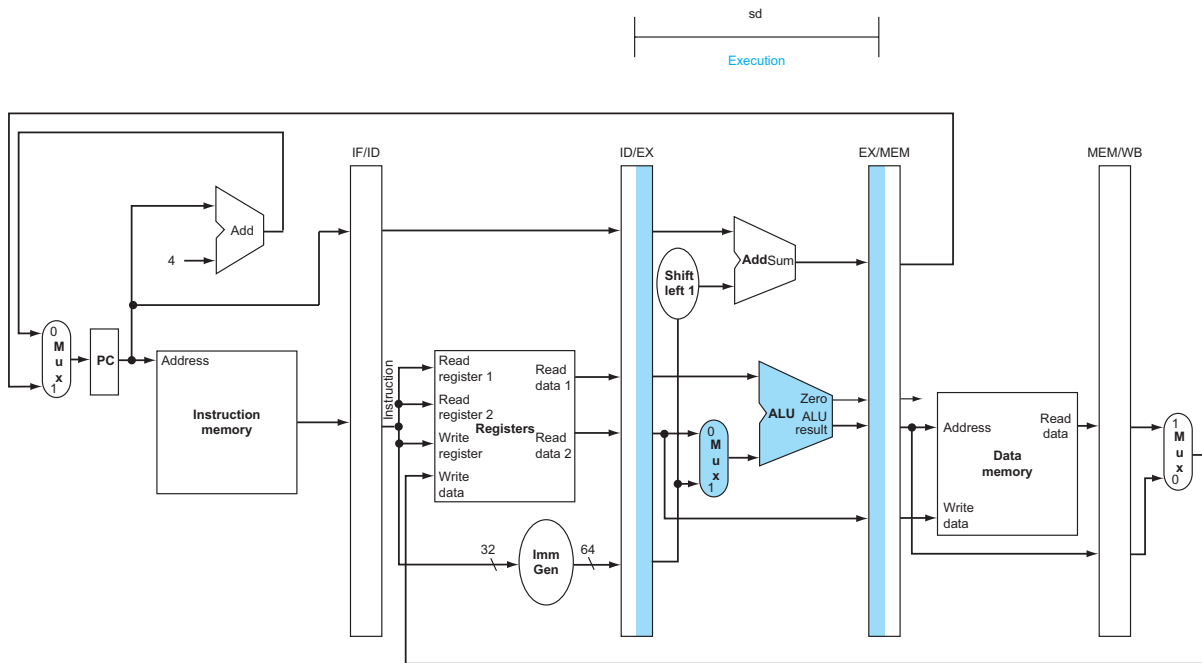 sd
Execution
IF/ID
ID/EX
EX/MEM
MEM/WB
Add
4
Shift
left 1
Add Sum
0
M
u
x
1
PC
Address
Instruction
memory
Instruction
Read
register 1
Read
register 2
Write
register
Write
data
Registers
Read
data 1
Read
data 2
32
Imm
Gen
64
0
M
u
x
1
ALU
Zero
ALU
result
Address
Write
data
Data
memory
Read
data
1
M
u
x
0